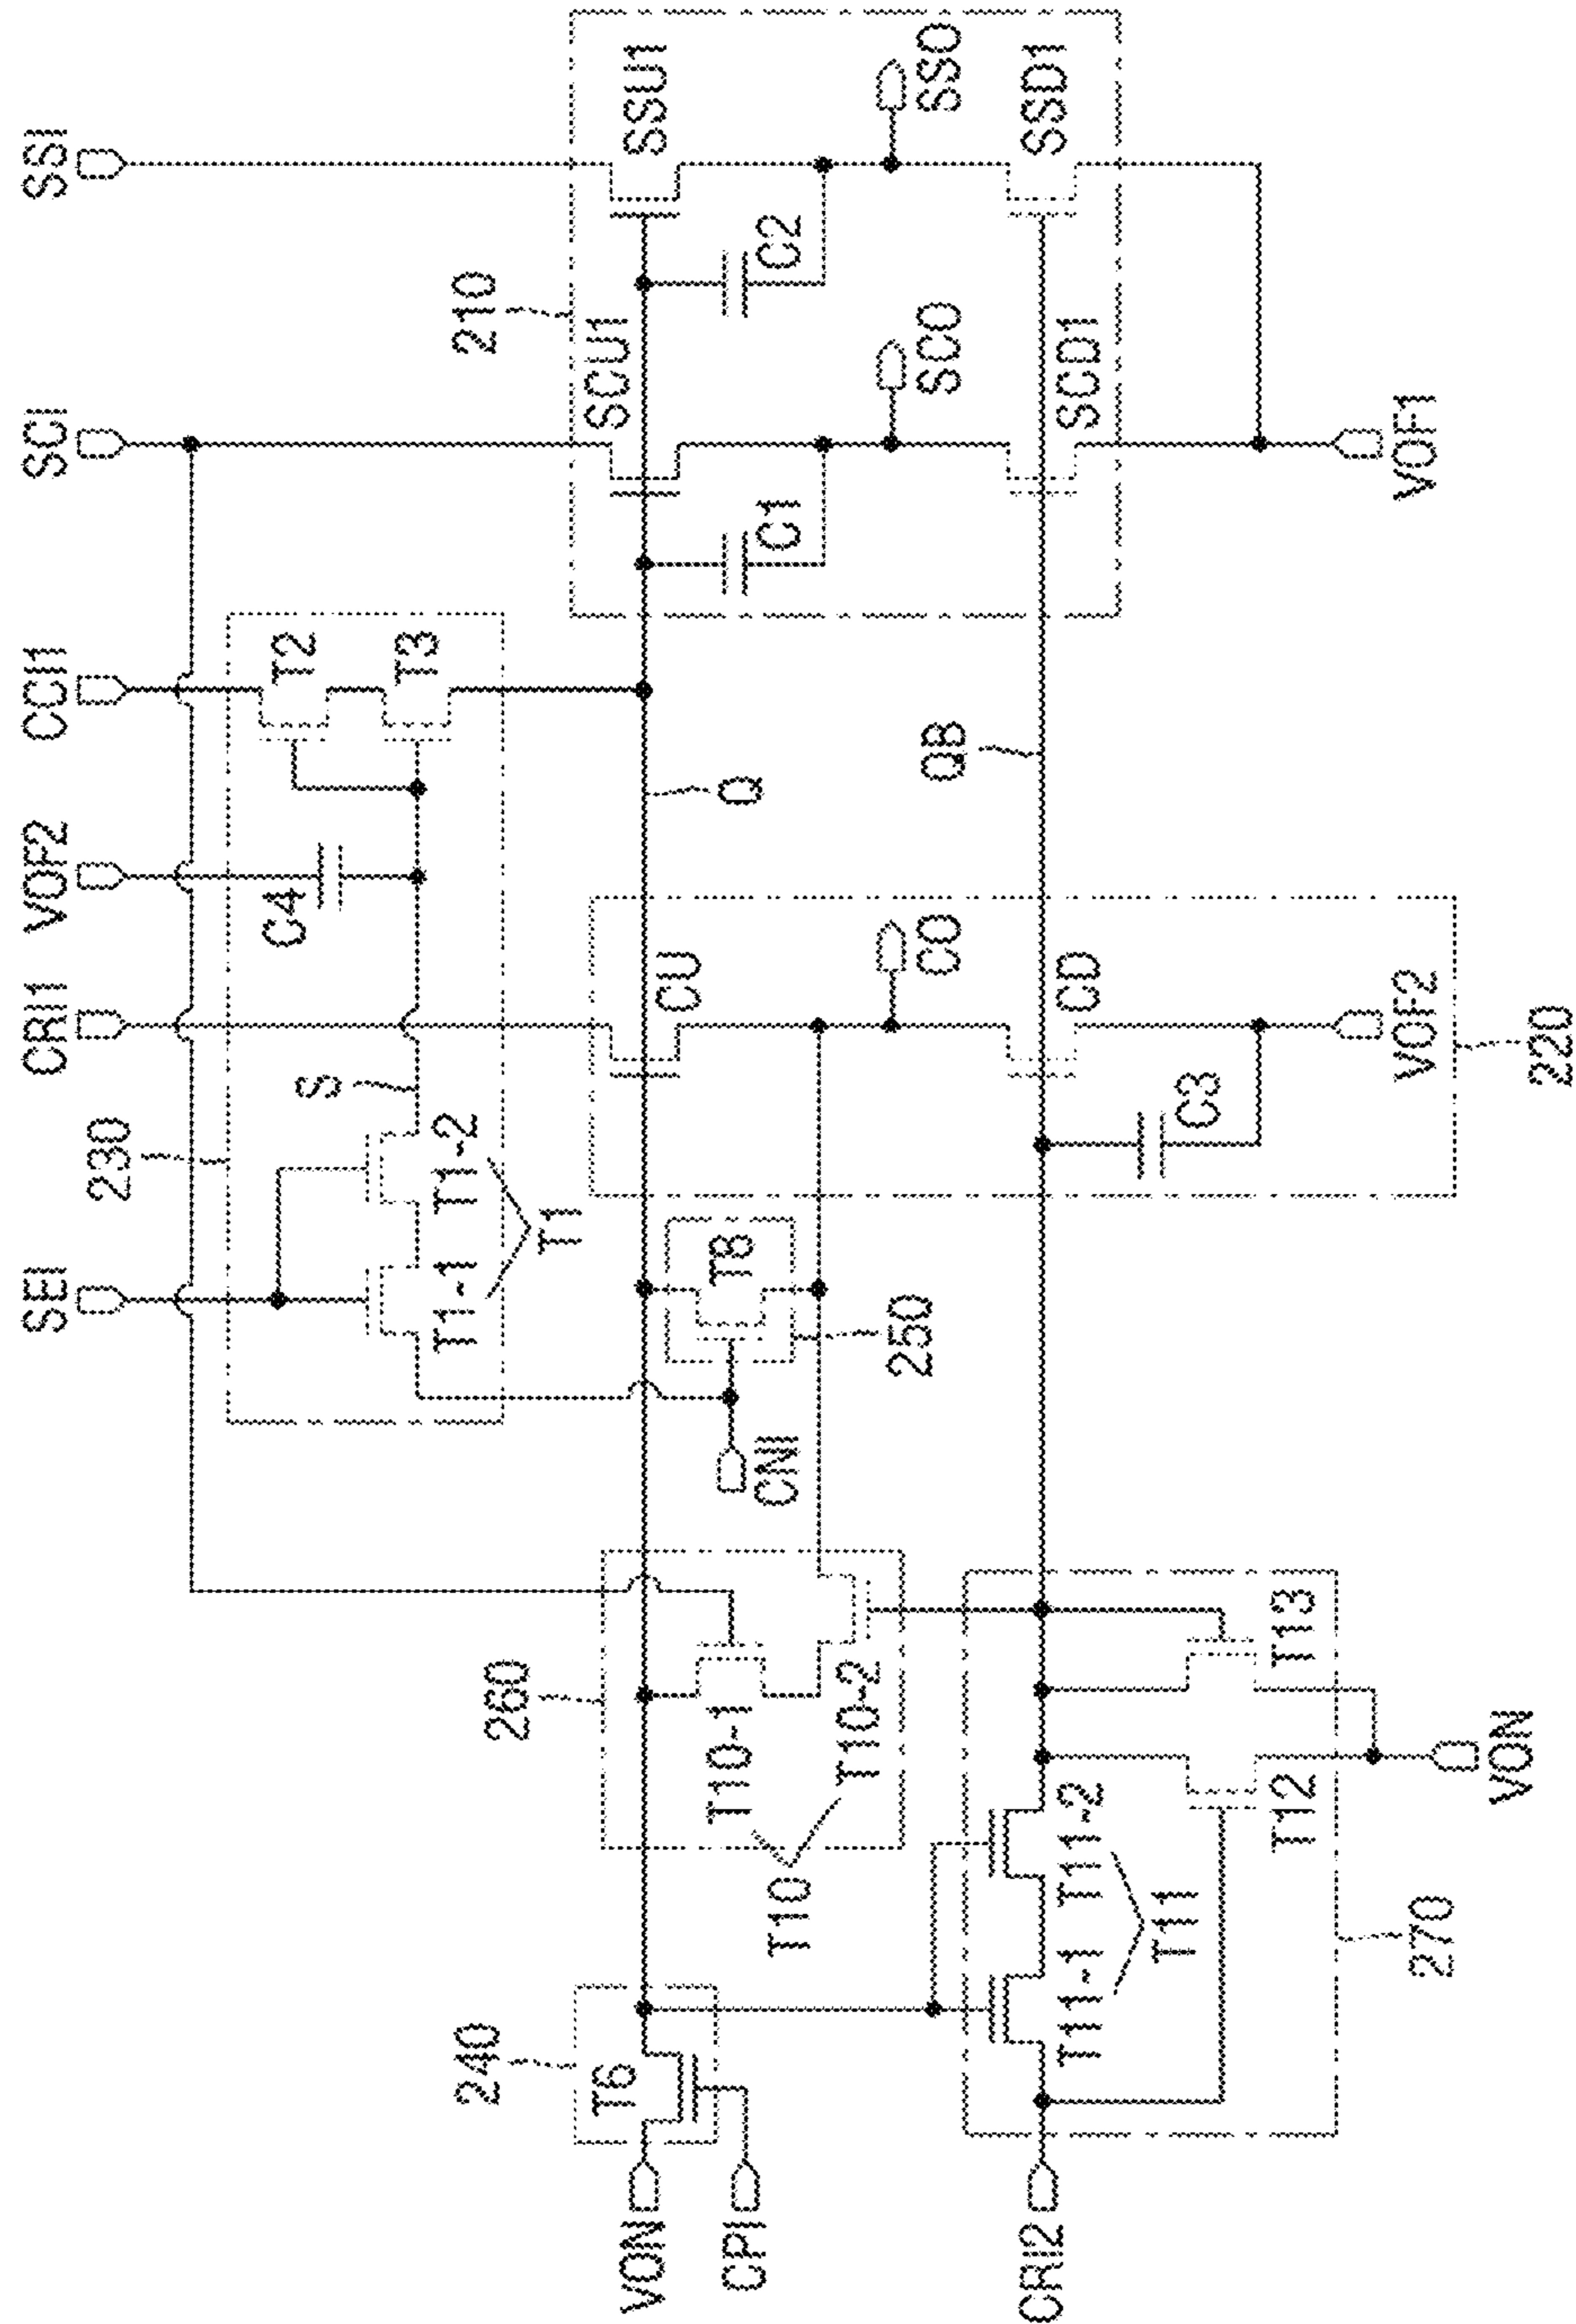 SEI
CRI1
VOF2
CCI1
SCI
SSI
230
C4
T2
S
T3
T1-1
T1-2
T1
240
260
210
T6
SCU1
SSU1
VON
CU
T10-1
T8
Q
CPI
CNI
C1
C2
T10
T10-2
250
CO
QB
SCO
SSO
CRI2
T11-1
T11-2
CD
SCD1
SSD1
T11
C3
T12
T13
270
VOF2
VOF1
VON
220